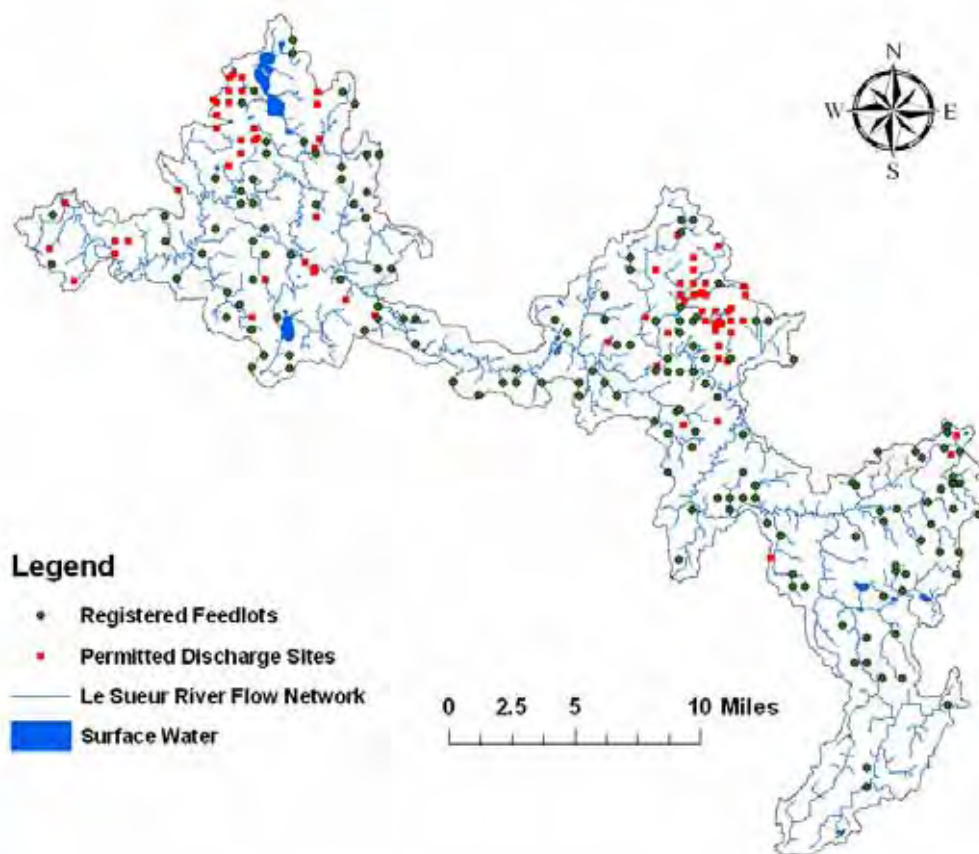 N
W E
S
Legend
Registered Feedlots
Permitted Discharge Sites
Le Sueur River Flow Network
Surface Water
0 2.5 5 10 Miles